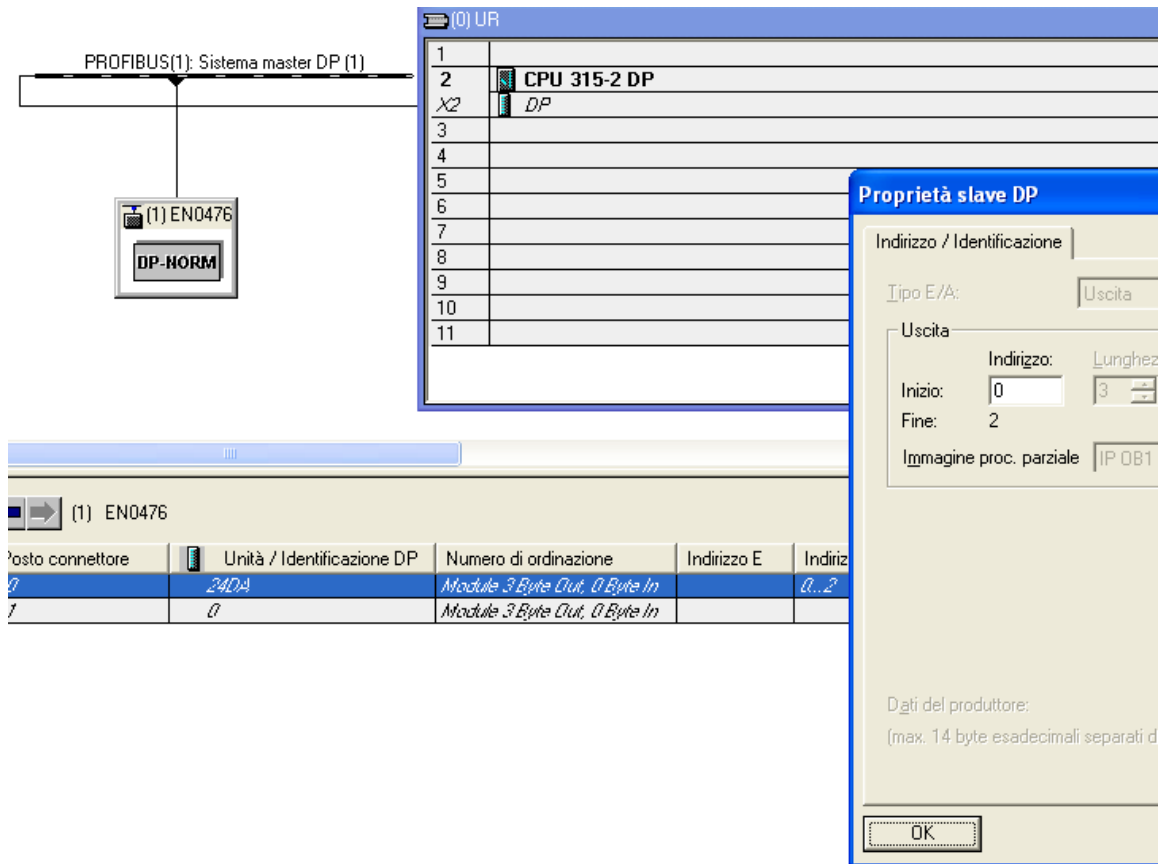 (0) UR
PROFIBUS(1): Sistema master DP (1)
1
2 CPU 315-2 DP
X2 DP
3
4
5
6
7
8
9
10
11
(1) EN0476
DP-NORM
Proprietà slave DP
Indirizzo / Identificazione
Tipo E/A: Uscita
Uscita
Indirizzo: Lunghez
Inizio: 0 3
Fine: 2
Immagine proc. parziale IP OB1
Dati del produttore:
(max. 14 byte esadecimali separati d
OK
(1) EN0476
Posto connettore Unità / Identificazione DP Numero di ordinazione Indirizzo E Indiriz
0 24DA Module 3 Byte Out, 0 Byte In 0..2
1 0 Module 3 Byte Out, 0 Byte In